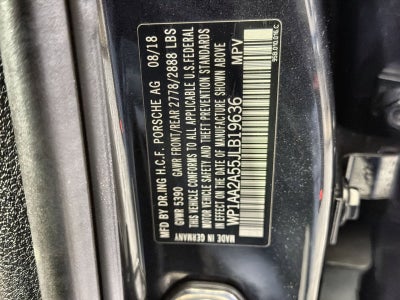 MFD BY DR.ING H.C.F. PORSCHE AG 08/18
GVWR 5390 GAWR FRONT/REAR 2778/2888 LBS
THIS VEHICLE CONFORMS TO ALL APPLICABLE U.S. FEDERAL
SAFETY AND THEFT PREVENTION STANDARDS
IN EFFECT ON THE DATE OF MANUFACTURE SHOWN ABOVE
WP1AA2A55JLB19636 MPV
MADE IN GERMANY